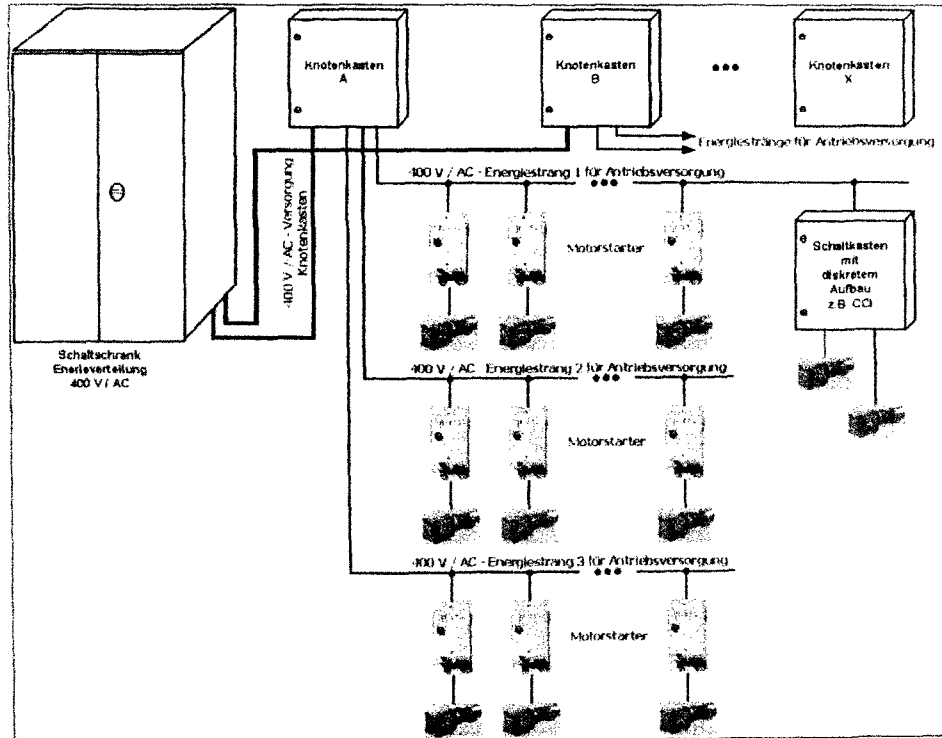 Knotenkasten
A
Knotenkasten
B
Knotenkasten
X
Energiestränge für Antriebsversorgung
400 V / AC - Versorgung
Knotenkasten
400 V / AC - Energiestrang 1 für Antriebsversorgung
Motorstarter
Schaltkasten
mit
diskretem
Aufbau
z.B. CCI
Schaltschrank
Enerieverteilung
400 V / AC
400 V / AC - Energiestrang 2 für Antriebsversorgung
Motorstarter
400 V / AC - Energiestrang 3 für Antriebsversorgung
Motorstarter